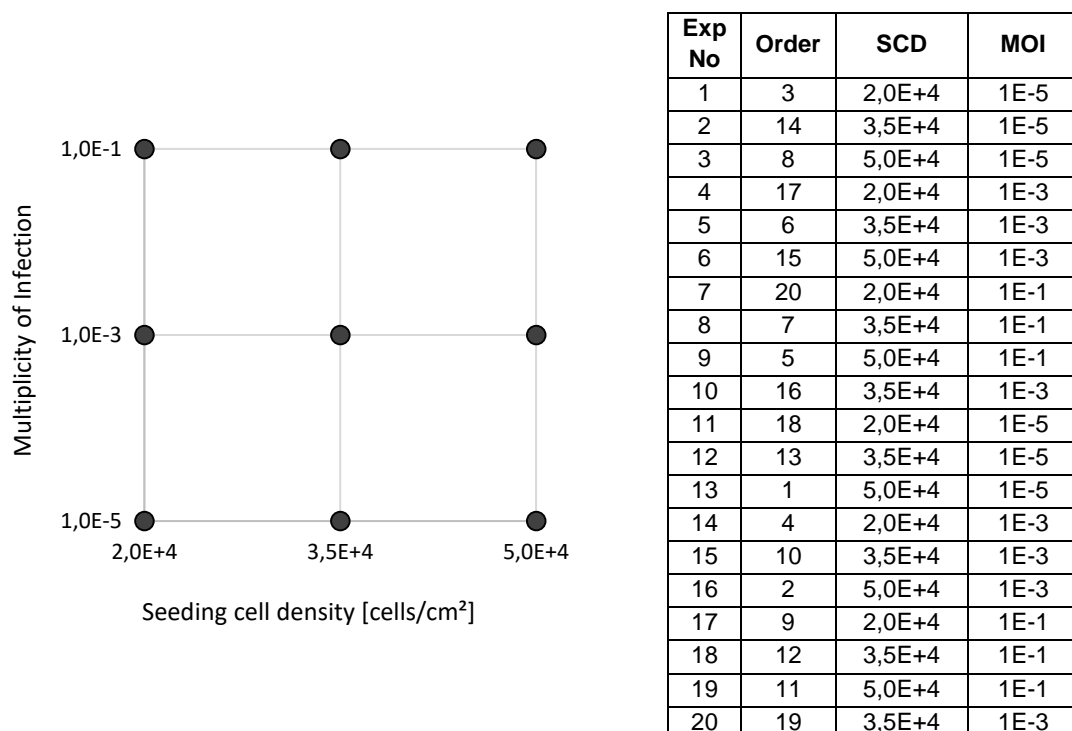 1,0E-1
1,0E-3
1,0E-5
2,0E+4 3,5E+4 5,0E+4
Multiplicity of Infection
Seeding cell density [cells/cm²]
Exp No Order SCD MOI
1 3 2,0E+4 1E-5
2 14 3,5E+4 1E-5
3 8 5,0E+4 1E-5
4 17 2,0E+4 1E-3
5 6 3,5E+4 1E-3
6 15 5,0E+4 1E-3
7 20 2,0E+4 1E-1
8 7 3,5E+4 1E-1
9 5 5,0E+4 1E-1
10 16 3,5E+4 1E-3
11 18 2,0E+4 1E-5
12 13 3,5E+4 1E-5
13 1 5,0E+4 1E-5
14 4 2,0E+4 1E-3
15 10 3,5E+4 1E-3
16 2 5,0E+4 1E-3
17 9 2,0E+4 1E-1
18 12 3,5E+4 1E-1
19 11 5,0E+4 1E-1
20 19 3,5E+4 1E-3